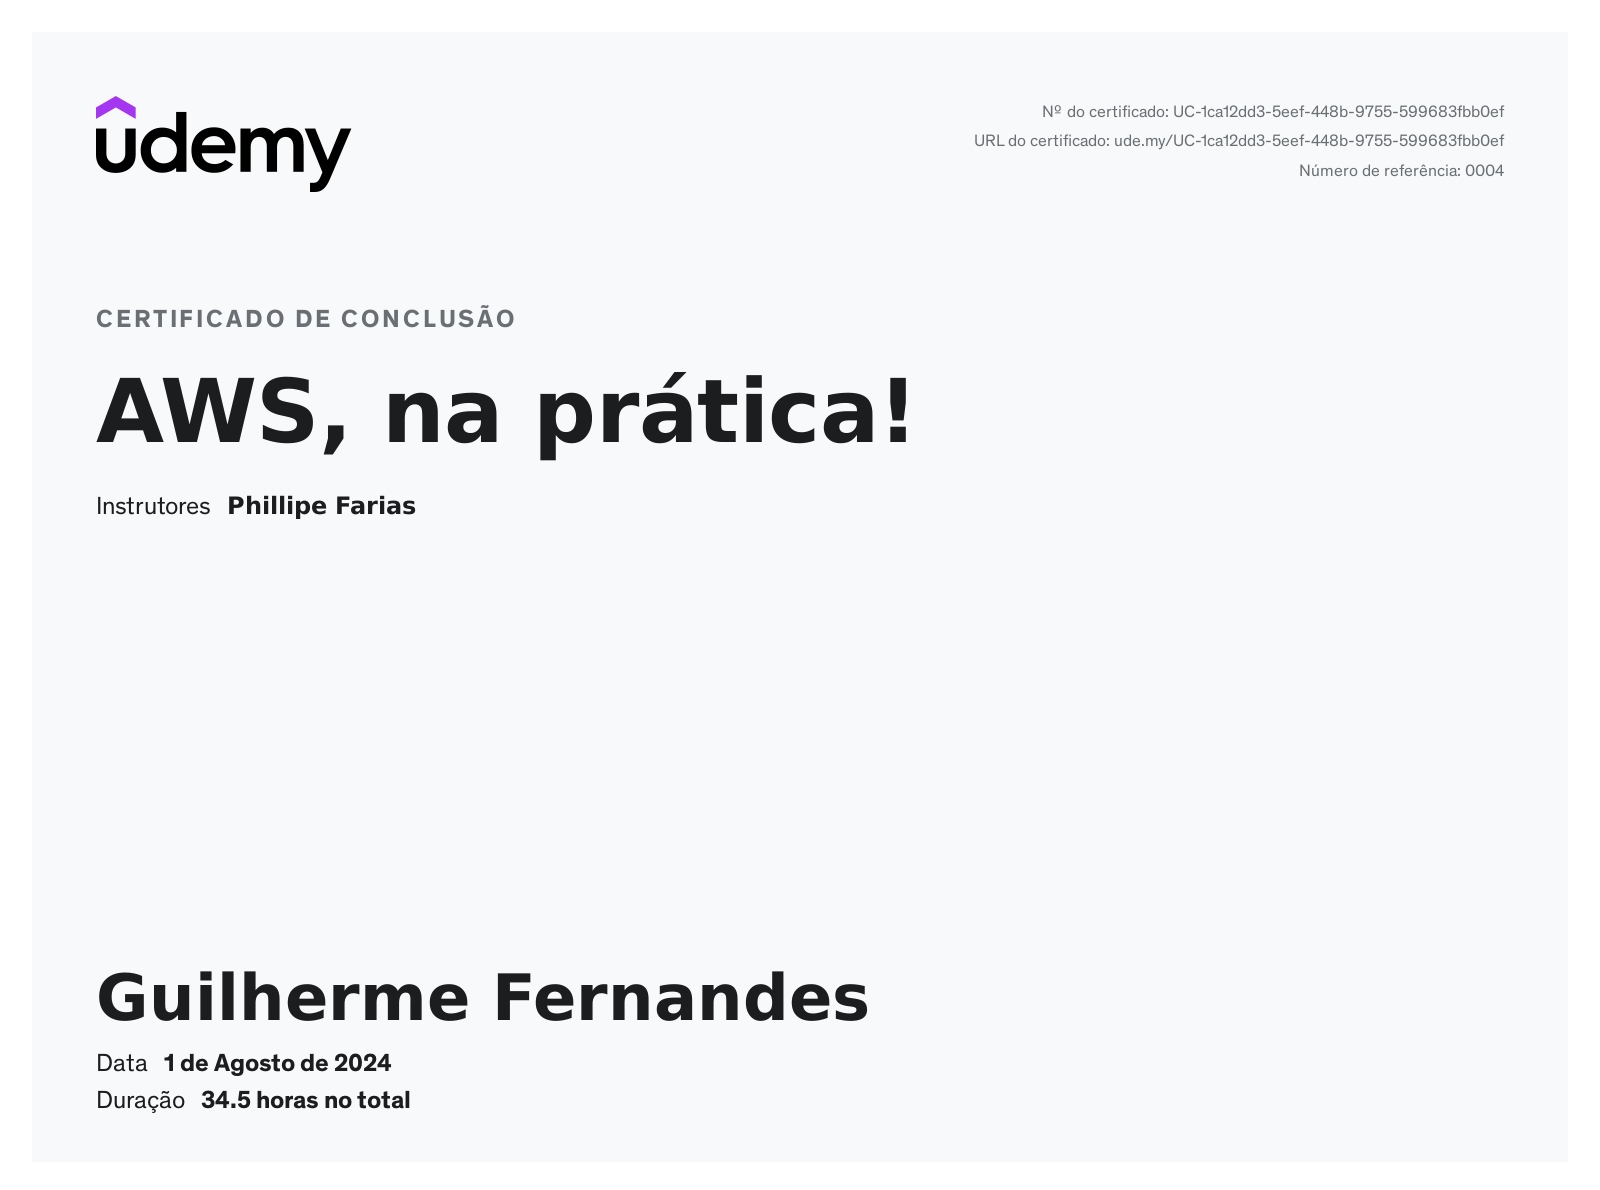 udemy
Nº do certificado: UC-1ca12dd3-5eef-448b-9755-599683fbb0ef
URL do certificado: ude.my/UC-1ca12dd3-5eef-448b-9755-599683fbb0ef
Número de referência: 0004
CERTIFICADO DE CONCLUSÃO
AWS, na prática!
Instrutores Phillipe Farias
Guilherme Fernandes
Data 1 de Agosto de 2024
Duração 34.5 horas no total